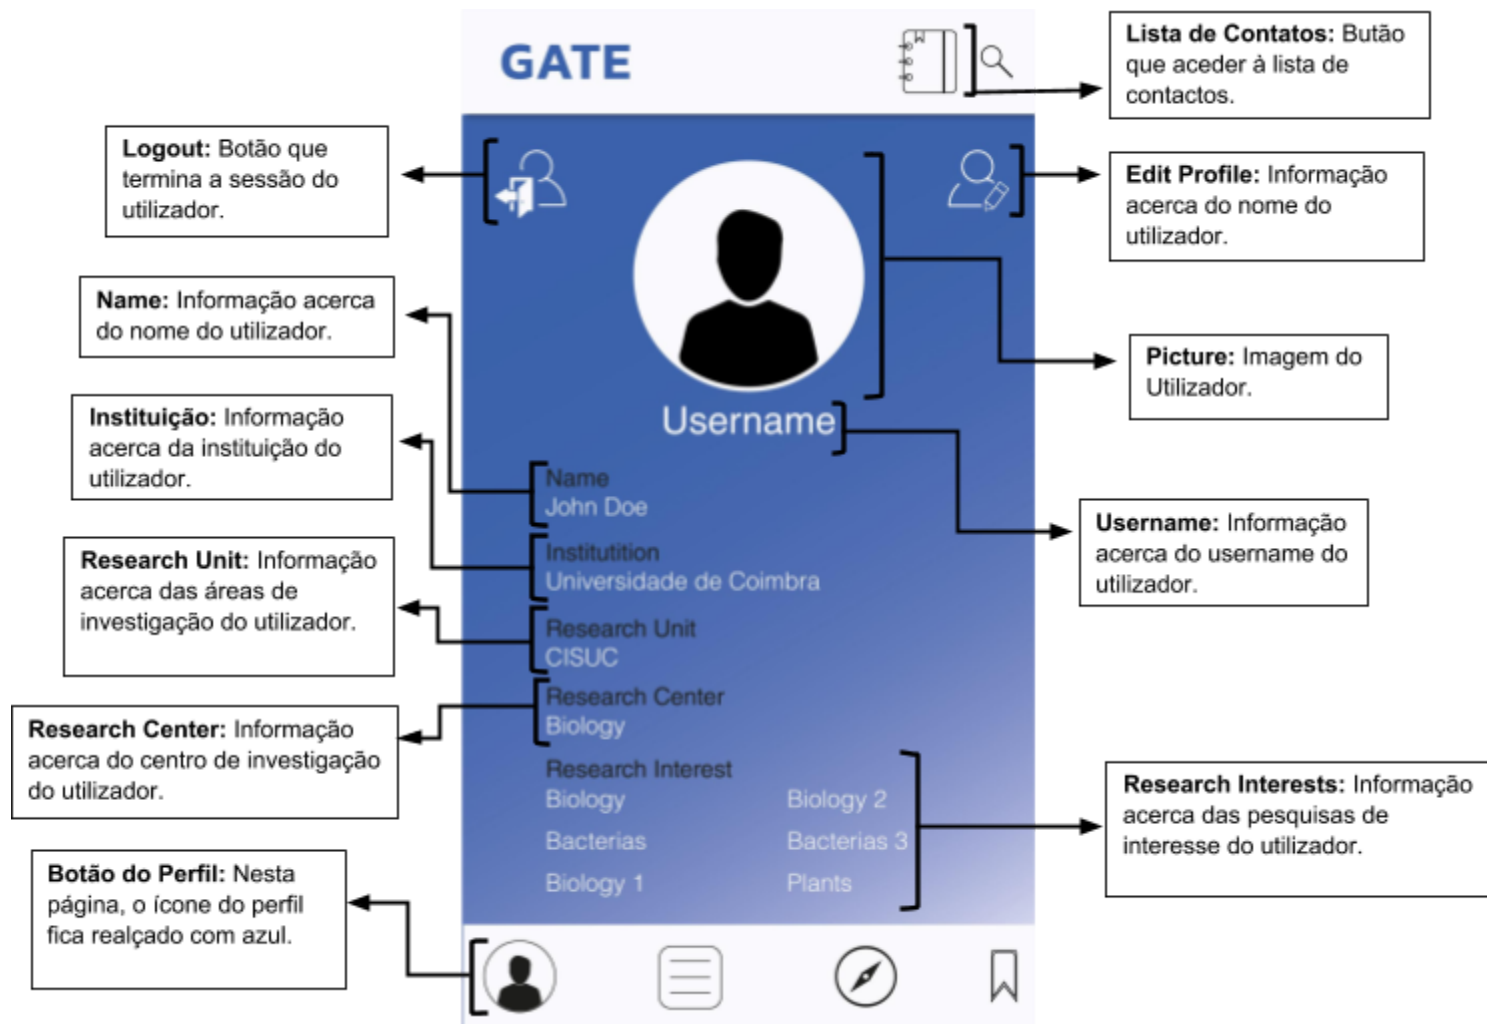 GATE
Lista de Contatos: Butão
que aceder à lista de
contactos.
Logout: Botão que
termina a sessão do
utilizador.
Edit Profile: Informação
acerca do nome do
utilizador.
Name: Informação acerca
do nome do utilizador.
Picture: Imagem do
Utilizador.
Instituição: Informação
acerca da instituição do
utilizador.
Username
Name
John Doe
Username: Informação
acerca do username do
utilizador.
Research Unit: Informação
acerca das áreas de
investigação do utilizador.
Institutition
Universidade de Coimbra
Research Unit
CISUC
Research Center: Informação
acerca do centro de investigação
do utilizador.
Research Center
Biology
Research Interest
Biology Biology 2
Bacterias Bacterias 3
Biology 1 Plants
Research Interests: Informação
acerca das pesquisas de
interesse do utilizador.
Botão do Perfil: Nesta
página, o ícone do perfil
fica realçado com azul.